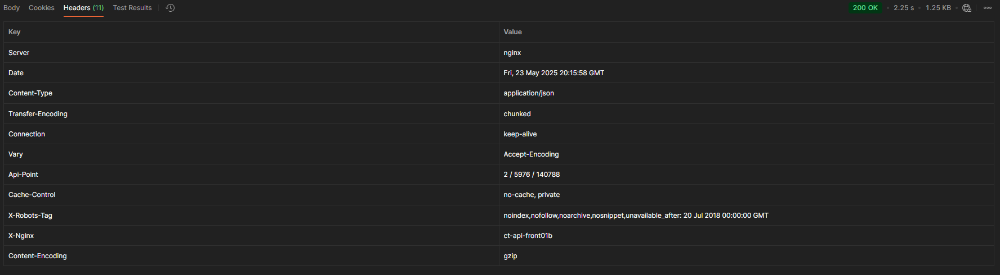 Body Cookies Headers (11) Test Results 200 OK • 2.25 s • 1.25 KB •
Key Value
Server nginx
Date Fri, 23 May 2025 20:15:58 GMT
Content-Type application/json
Transfer-Encoding chunked
Connection keep-alive
Vary Accept-Encoding
Api-Point 2 / 5976 / 140788
Cache-Control no-cache, private
X-Robots-Tag noindex,nofollow,noarchive,nosnippet,unavailable_after: 20 Jul 2018 00:00:00 GMT
X-Nginx ct-api-front01b
Content-Encoding gzip